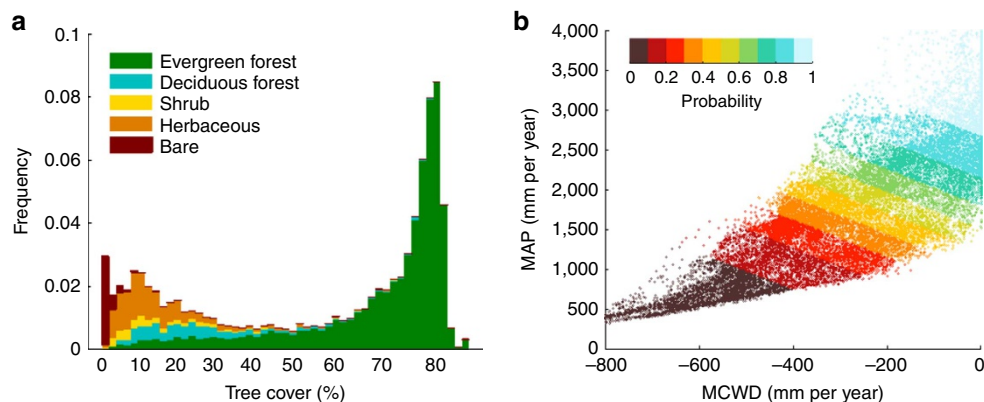 a
0.1
0.08
0.06
0.04
0.02
0
Frequency
Evergreen forest
Deciduous forest
Shrub
Herbaceous
Bare
0 10 20 30 40 50 60 70 80
Tree cover (%)
b
4,000
3,500
3,000
2,500
2,000
1,500
1,000
500
0
MAP (mm per year)
0 0.2 0.4 0.6 0.8 1
Probability
−800 −600 −400 −200 0
MCWD (mm per year)